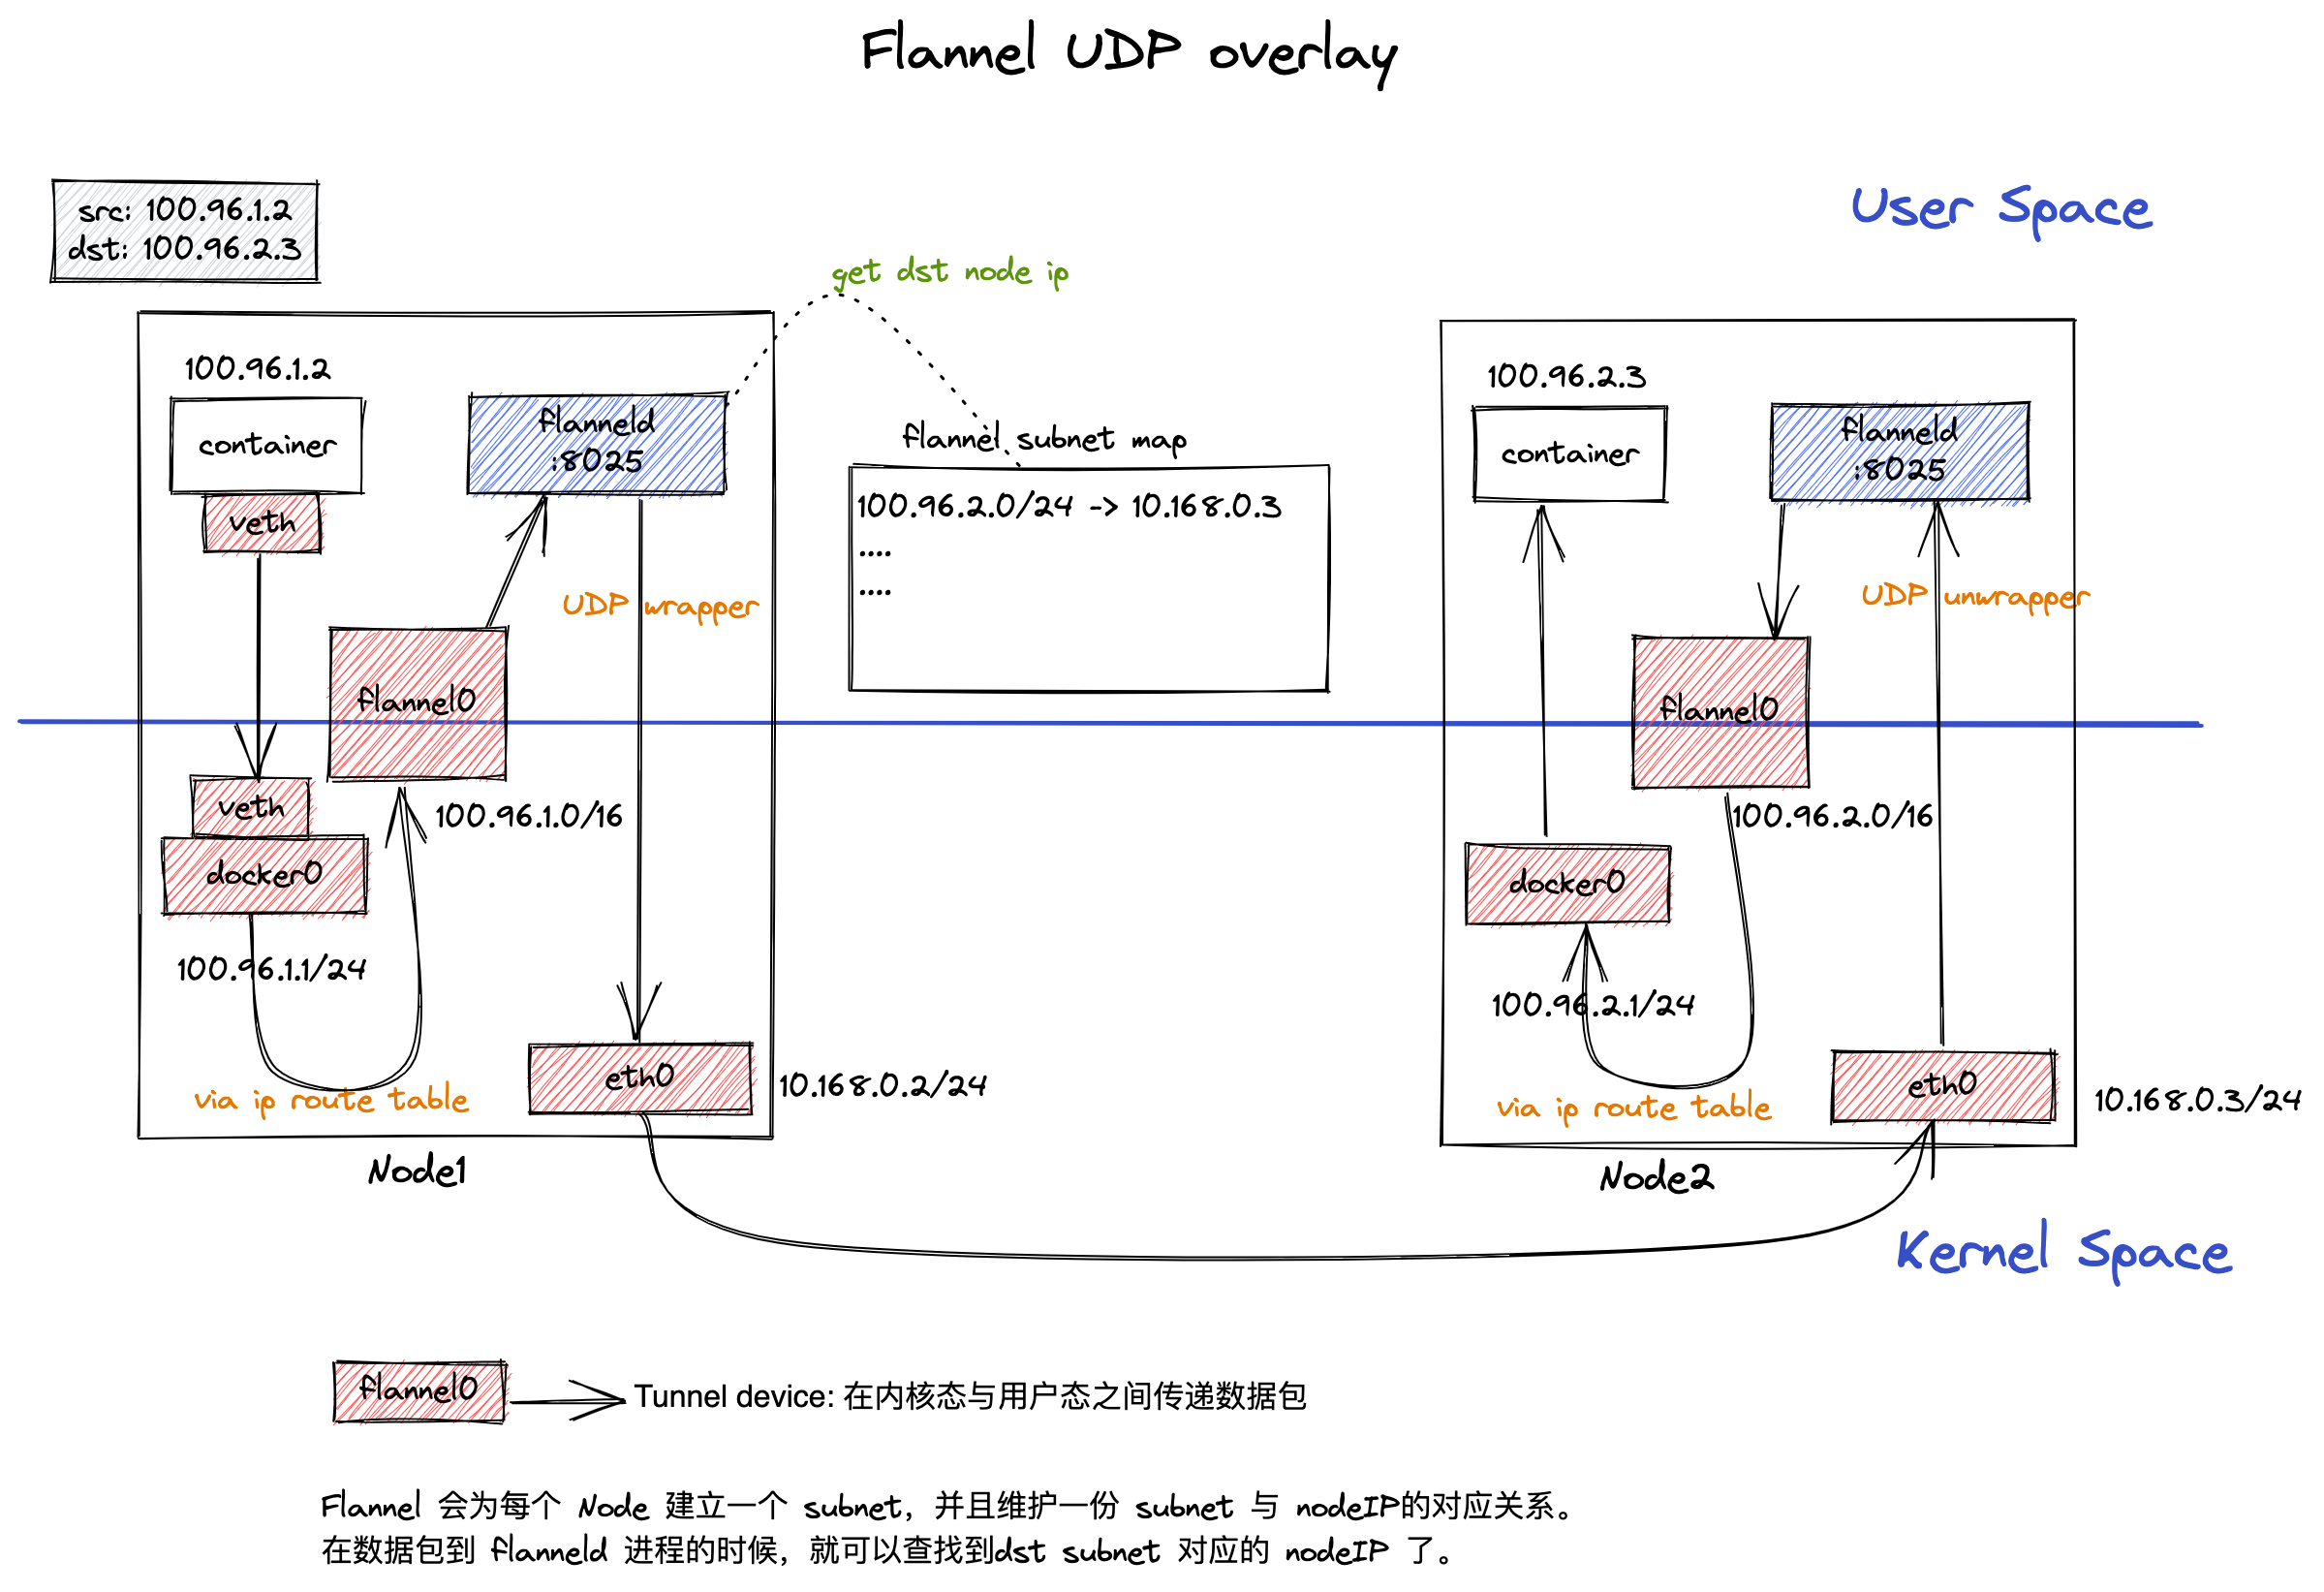 Flannel UDP overlay
src: 100.96.1.2
dst: 100.96.2.3
User Space
get dst node ip
100.96.1.2
container
veth
flanneld
:8025
UDP wrapper
flannel0
100.96.1.0/16
veth
docker0
100.96.1.1/24
via ip route table
eth0
10.168.0.2/24
Node1
flannel subnet map
100.96.2.0/24 -> 10.168.0.3
....
....
100.96.2.3
container
flanneld
:8025
UDP unwrapper
flannel0
100.96.2.0/16
docker0
100.96.2.1/24
via ip route table
eth0
10.168.0.3/24
Node2
Kernel Space
flannel0
Tunnel device: 在内核态与用户态之间传递数据包
Flannel 会为每个 Node 建立一个 subnet，并且维护一份 subnet 与 nodeIP的对应关系。
在数据包到 flanneld 进程的时候，就可以查找到dst subnet 对应的 nodeIP 了。